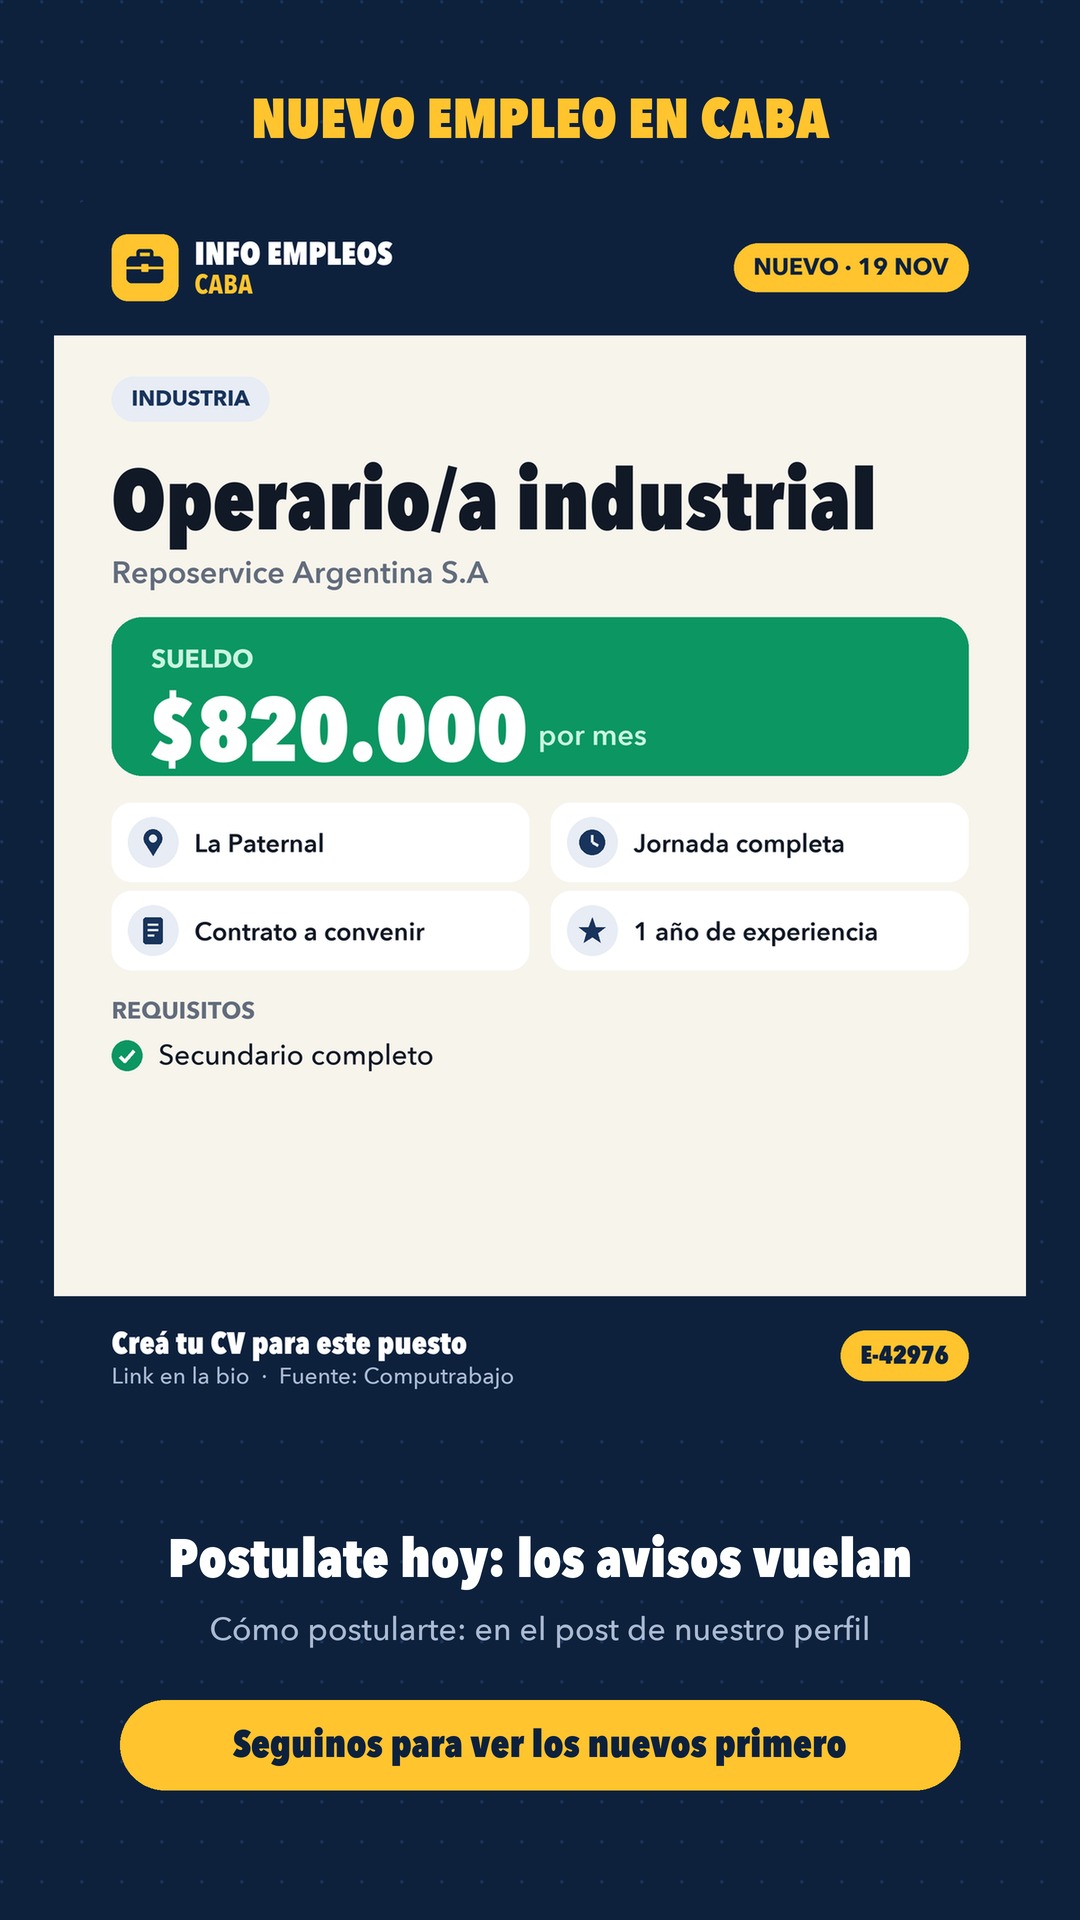 NUEVO EMPLEO EN CABA
INFO EMPLEOS
CABA
NUEVO · 19 NOV
INDUSTRIA
Operario/a industrial
Reposervice Argentina S.A
SUELDO
$820.000 por mes
La Paternal
Jornada completa
Contrato a convenir
1 año de experiencia
REQUISITOS
Secundario completo
Creá tu CV para este puesto
Link en la bio · Fuente: Computrabajo
E-42976
Postulate hoy: los avisos vuelan
Cómo postularte: en el post de nuestro perfil
Seguinos para ver los nuevos primero